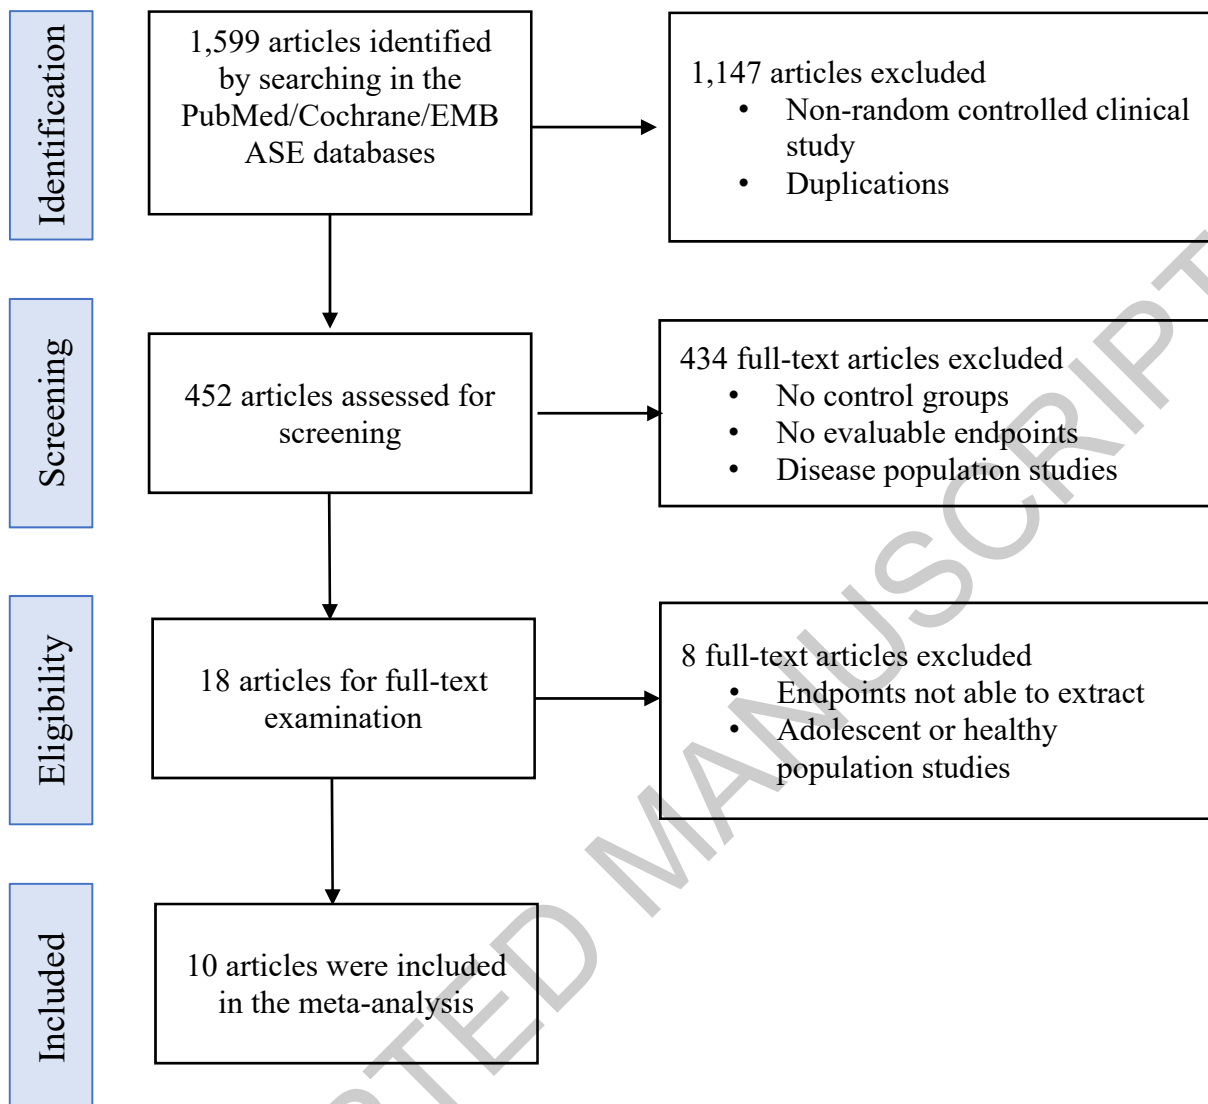 Identification
1,599 articles identified
by searching in the
PubMed/Cochrane/EMB
ASE databases
1,147 articles excluded
• Non-random controlled clinical
study
• Duplications
Screening
452 articles assessed for
screening
434 full-text articles excluded
• No control groups
• No evaluable endpoints
• Disease population studies
Eligibility
18 articles for full-text
examination
8 full-text articles excluded
• Endpoints not able to extract
• Adolescent or healthy
population studies
Included
10 articles were included
in the meta-analysis
TED MANUSCRIPT